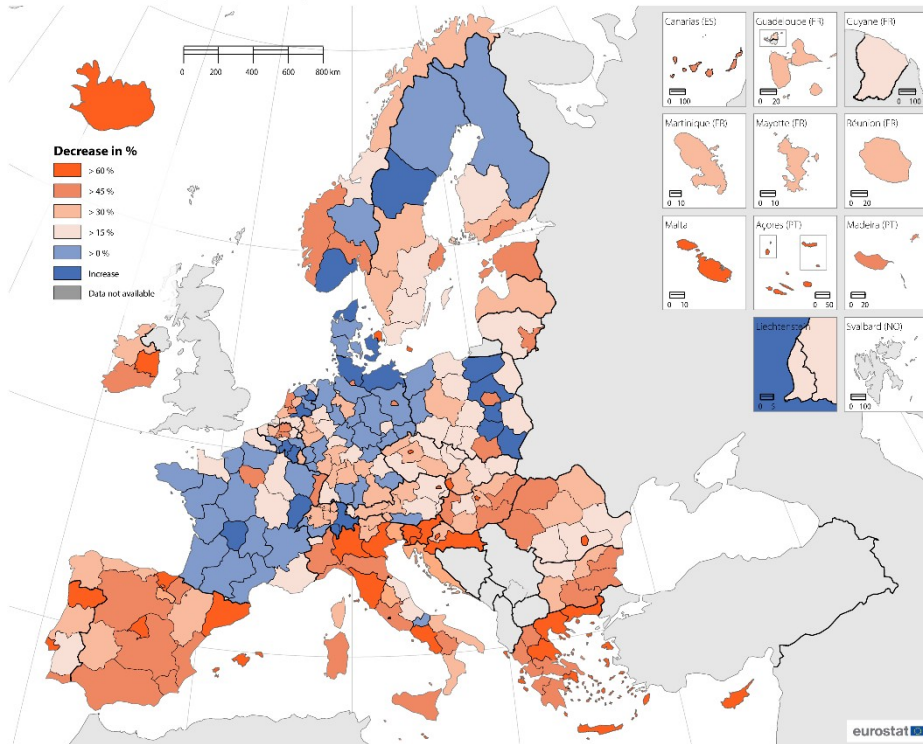 0 200 400 600 800 km
Decrease in %
> 60 %
> 45 %
> 30 %
> 15 %
> 0 %
Increase
Data not available
Canarias (ES)
0 100
Guadeloupe (FR)
0 20
Guyane (FR)
0 100
Martinique (FR)
0 10
Mayotte (FR)
0 10
Réunion (FR)
0 20
Malta
0 10
Açores (PT)
0 50
Madeira (PT)
0 20
Liechtenstein
0 5
Svalbard (NO)
0 100
eurostat